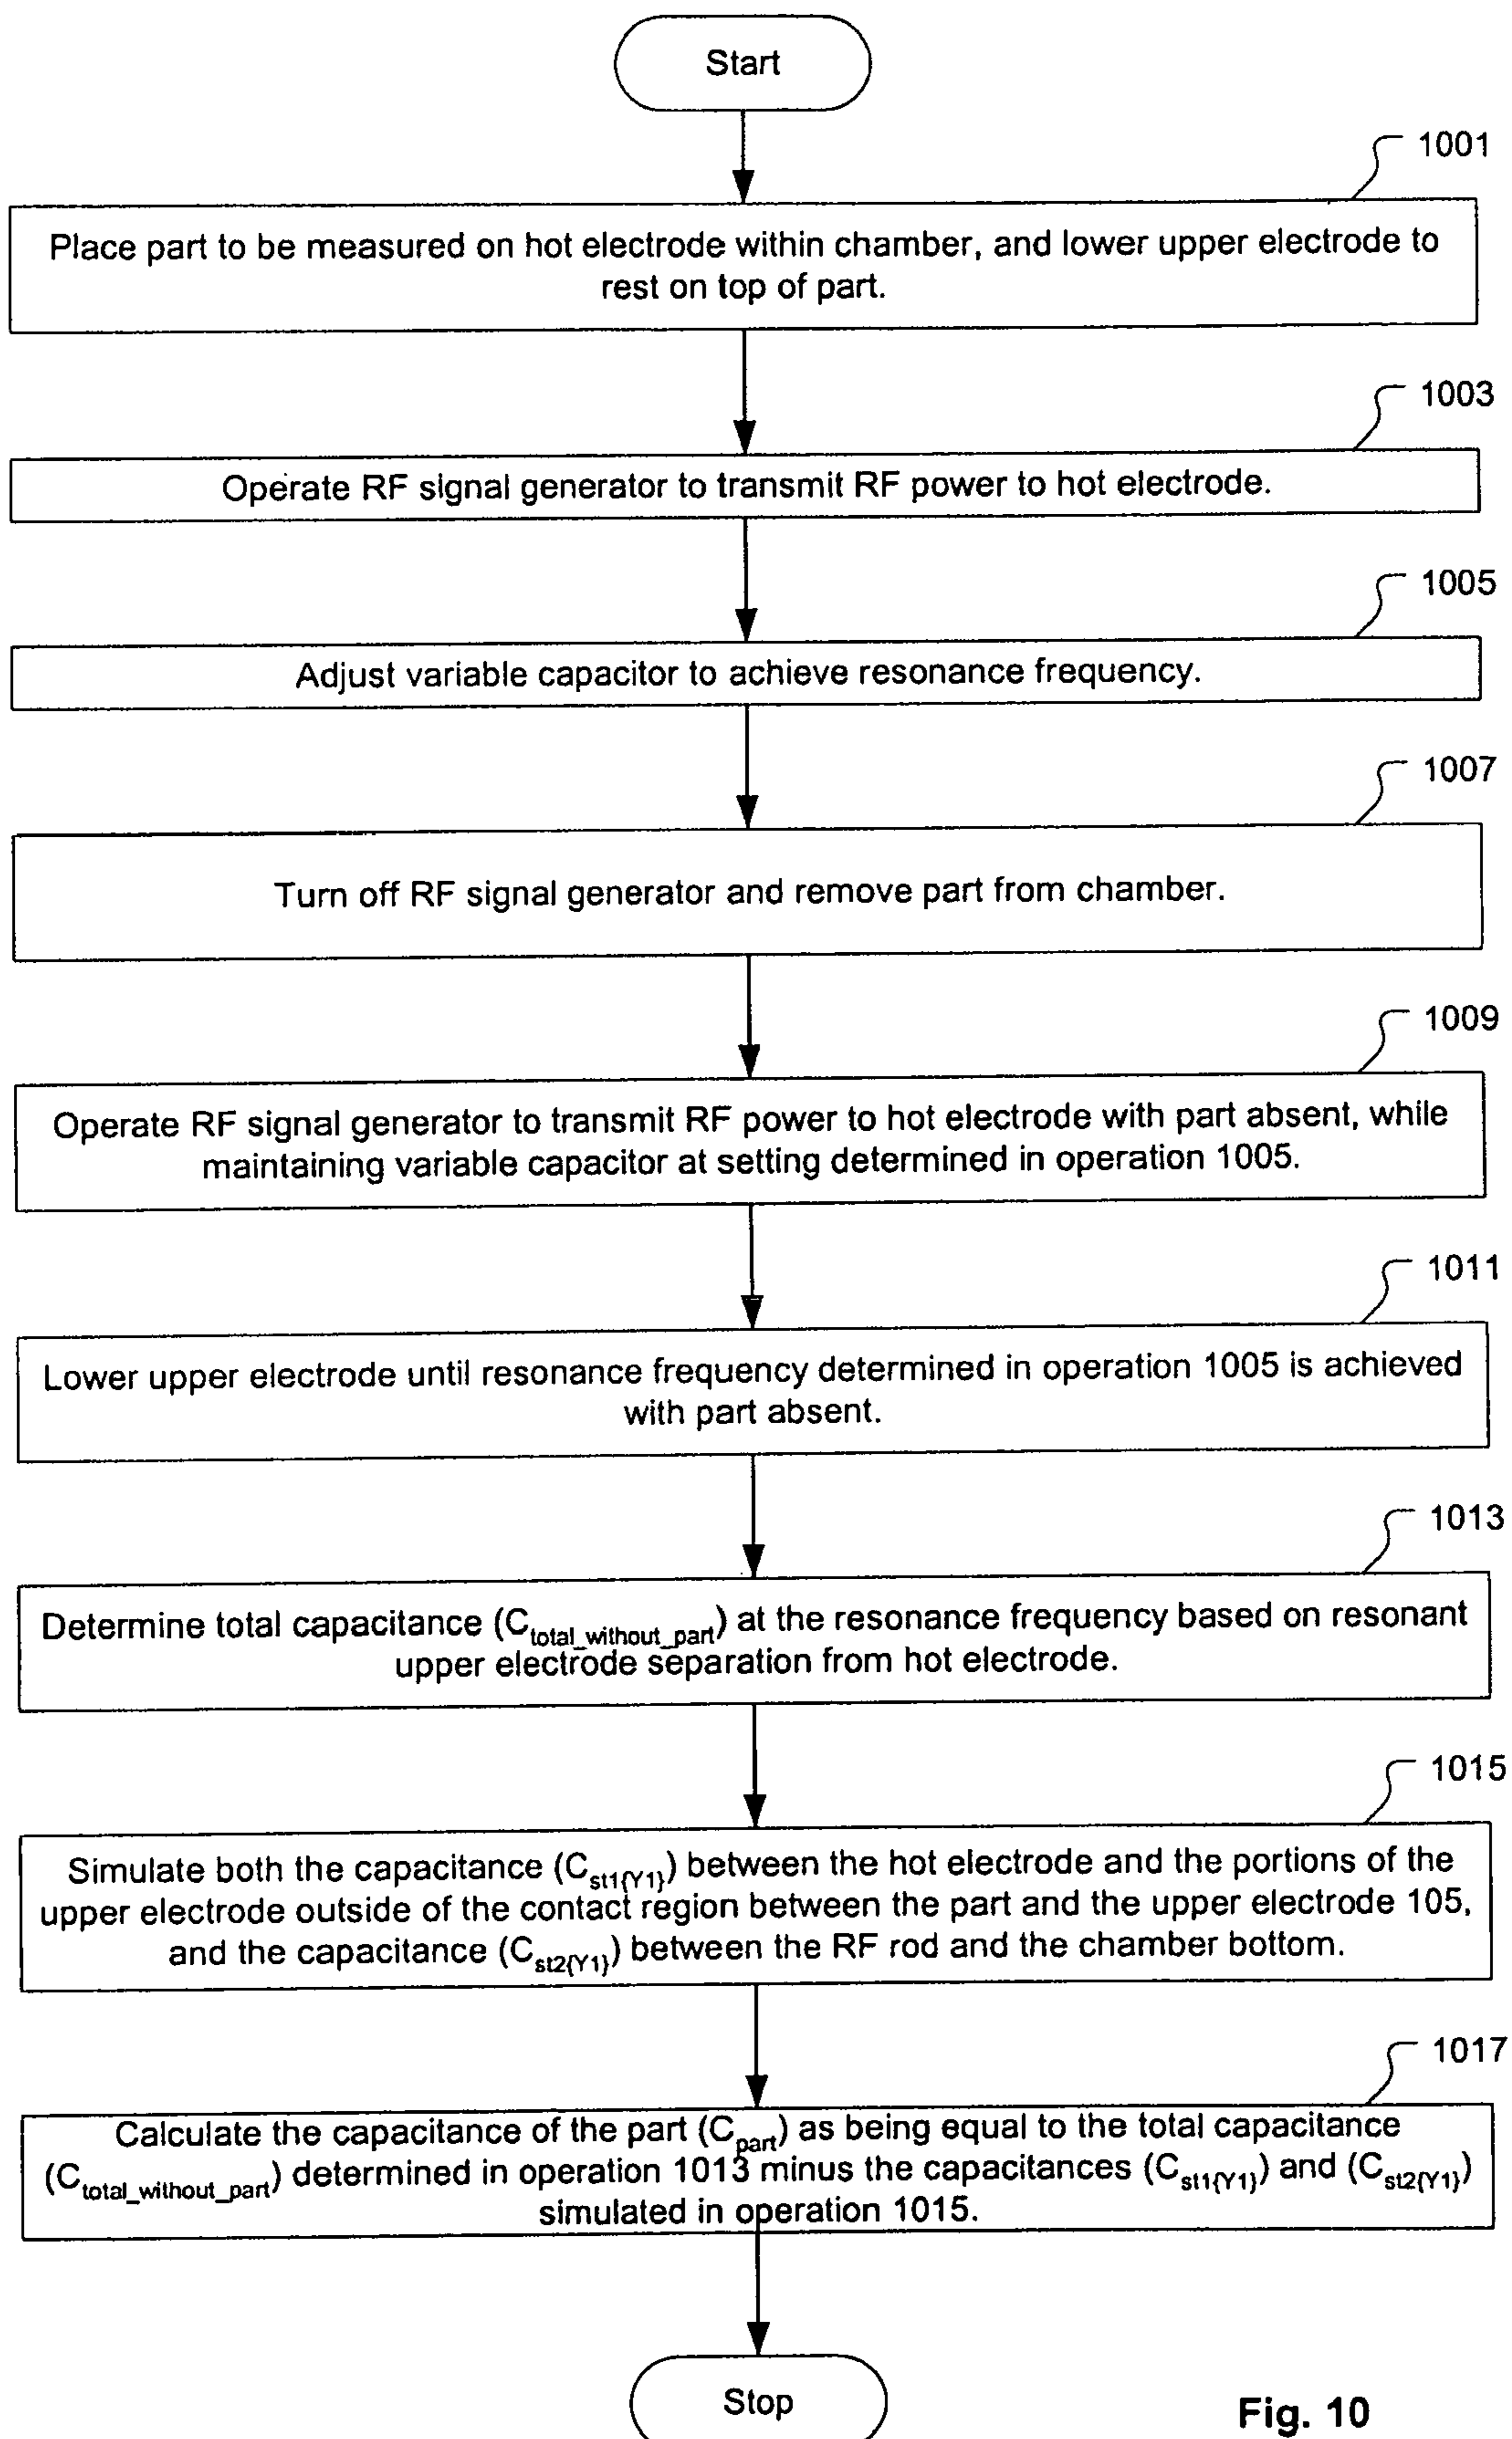 Start
1001
Place part to be measured on hot electrode within chamber, and lower upper electrode to
rest on top of part.
1003
Operate RF signal generator to transmit RF power to hot electrode.
1005
Adjust variable capacitor to achieve resonance frequency.
1007
Turn off RF signal generator and remove part from chamber.
1009
Operate RF signal generator to transmit RF power to hot electrode with part absent, while
maintaining variable capacitor at setting determined in operation 1005.
1011
Lower upper electrode until resonance frequency determined in operation 1005 is achieved
with part absent.
1013
Determine total capacitance (C_total_without_part) at the resonance frequency based on resonant
upper electrode separation from hot electrode.
1015
Simulate both the capacitance (C_st1{Y1}) between the hot electrode and the portions of the
upper electrode outside of the contact region between the part and the upper electrode 105,
and the capacitance (C_st2{Y1}) between the RF rod and the chamber bottom.
1017
Calculate the capacitance of the part (C_part) as being equal to the total capacitance
(C_total_without_part) determined in operation 1013 minus the capacitances (C_st1{Y1}) and (C_st2{Y1})
simulated in operation 1015.
Stop
Fig. 10